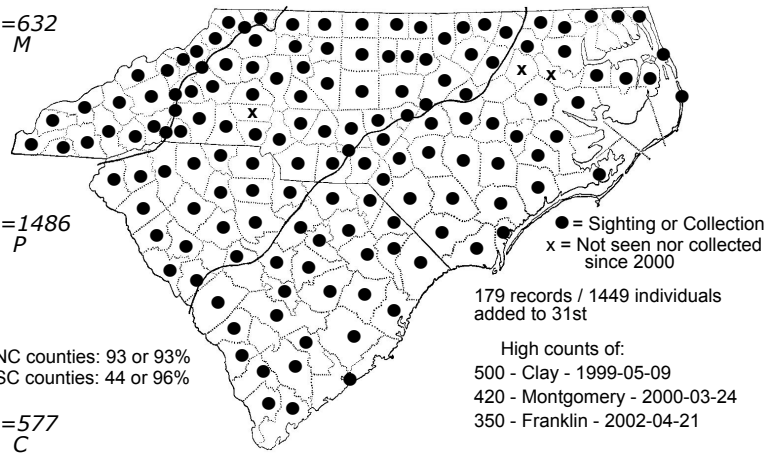 =632
M
=1486
P
=577
C
NC counties: 93 or 93%
SC counties: 44 or 96%
● = Sighting or Collection
x = Not seen nor collected
since 2000
179 records / 1449 individuals
added to 31st
High counts of:
500 - Clay - 1999-05-09
420 - Montgomery - 2000-03-24
350 - Franklin - 2002-04-21
x
x
x